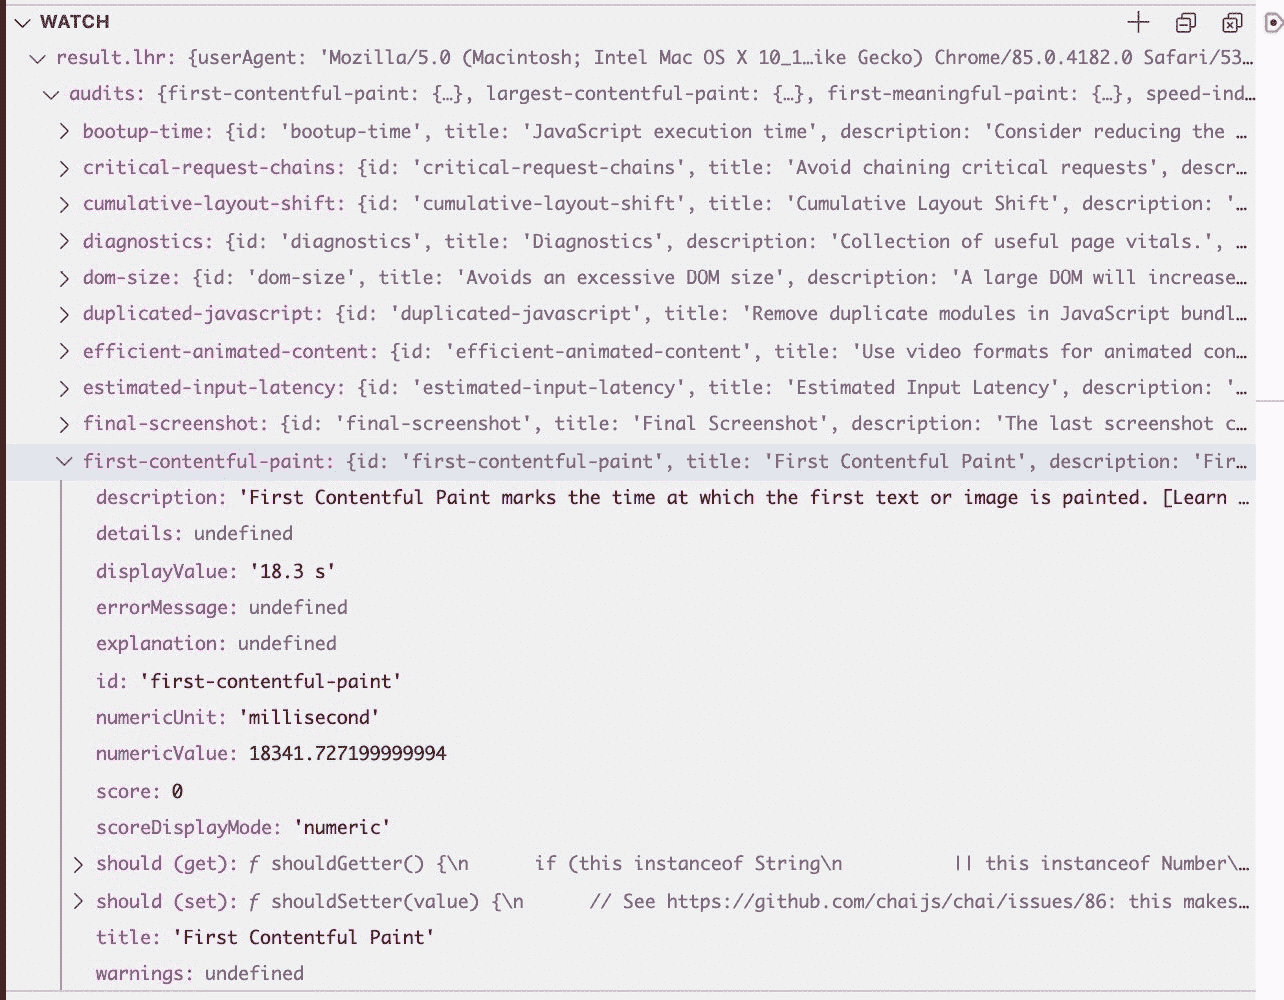 WATCH
result.lhr: {userAgent: 'Mozilla/5.0 (Macintosh; Intel Mac OS X 10_1…ike Gecko) Chrome/85.0.4182.0 Safari/53…
audits: {first-contentful-paint: {…}, largest-contentful-paint: {…}, first-meaningful-paint: {…}, speed-ind…
bootup-time: {id: 'bootup-time', title: 'JavaScript execution time', description: 'Consider reducing the …
critical-request-chains: {id: 'critical-request-chains', title: 'Avoid chaining critical requests', descr…
cumulative-layout-shift: {id: 'cumulative-layout-shift', title: 'Cumulative Layout Shift', description: '…
diagnostics: {id: 'diagnostics', title: 'Diagnostics', description: 'Collection of useful page vitals.', …
dom-size: {id: 'dom-size', title: 'Avoids an excessive DOM size', description: 'A large DOM will increase…
duplicated-javascript: {id: 'duplicated-javascript', title: 'Remove duplicate modules in JavaScript bundl…
efficient-animated-content: {id: 'efficient-animated-content', title: 'Use video formats for animated con…
estimated-input-latency: {id: 'estimated-input-latency', title: 'Estimated Input Latency', description: '…
final-screenshot: {id: 'final-screenshot', title: 'Final Screenshot', description: 'The last screenshot c…
first-contentful-paint: {id: 'first-contentful-paint', title: 'First Contentful Paint', description: 'Fir…
description: 'First Contentful Paint marks the time at which the first text or image is painted. [Learn …
details: undefined
displayValue: '18.3 s'
errorMessage: undefined
explanation: undefined
id: 'first-contentful-paint'
numericUnit: 'millisecond'
numericValue: 18341.727199999994
score: 0
scoreDisplayMode: 'numeric'
should (get): ƒ shouldGetter() {\n      if (this instanceof String\n          || this instanceof Number\…
should (set): ƒ shouldSetter(value) {\n      // See https://github.com/chaijs/chai/issues/86: this makes…
title: 'First Contentful Paint'
warnings: undefined